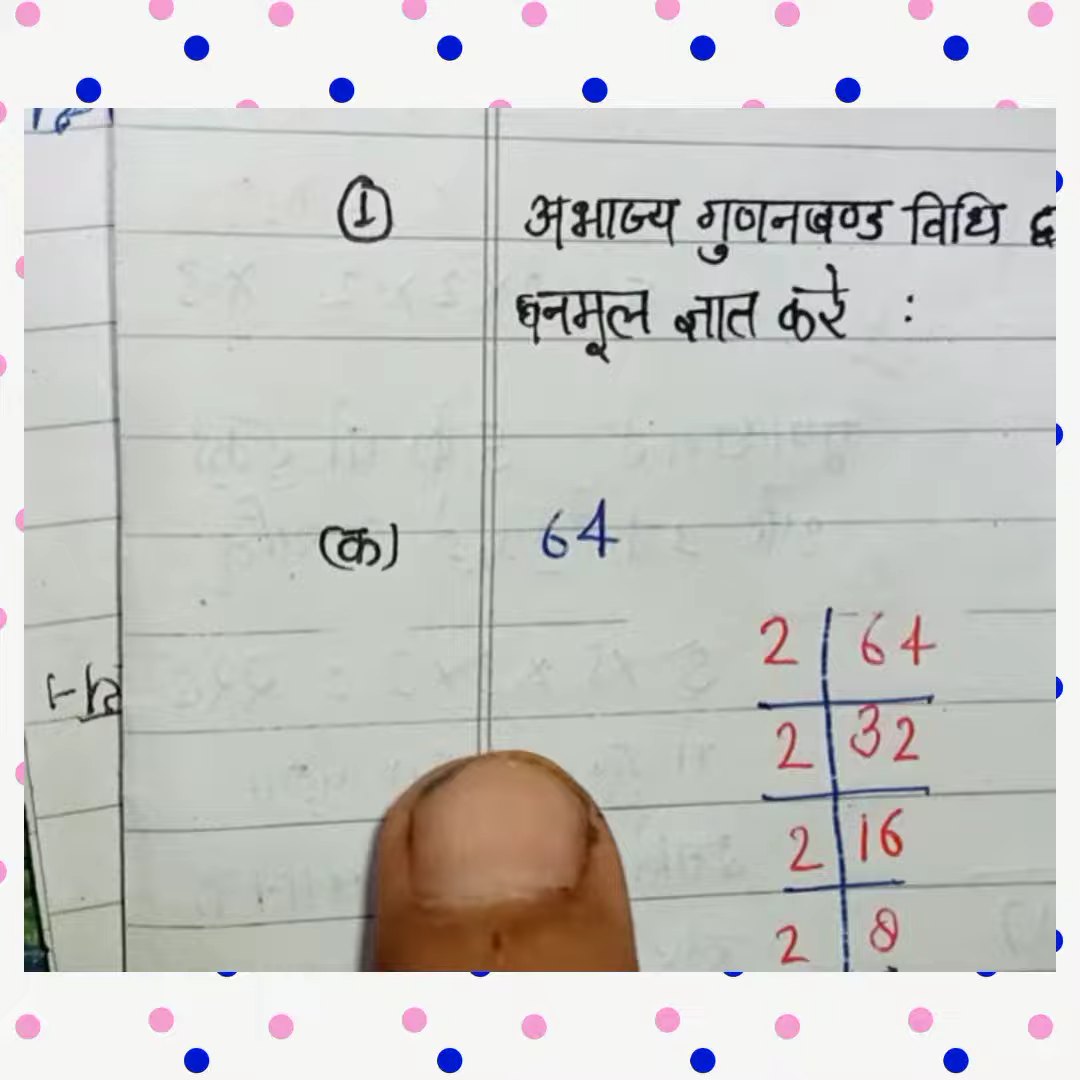 ① अभाज्य गुणनखण्ड विधि
घनमूल ज्ञात करे :
(क) 64
2 64
2 32
2 16
2 8